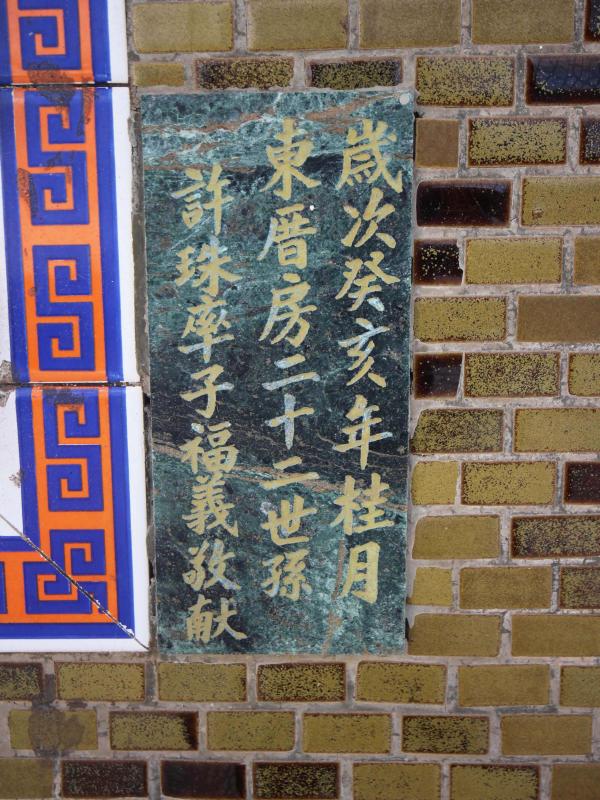 歲次癸亥年桂月
東厝房二十二世孫
許珠率子福義敬献